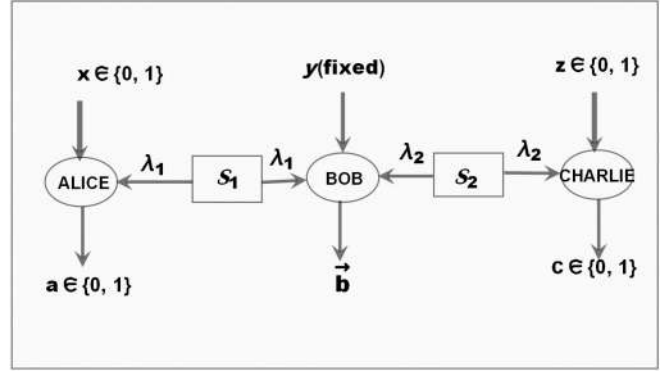 x ∈ {0, 1}
y(fixed)
z ∈ {0, 1}
λ₁
λ₁
λ₂
λ₂
ALICE
S₁
BOB
S₂
CHARLIE
a ∈ {0, 1}
b⃗
c ∈ {0, 1}